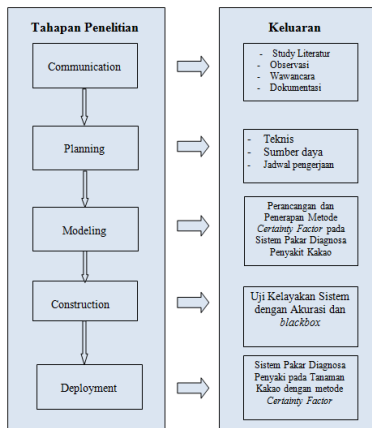 Tahapan Penelitian
Keluaran
Communication
- Study Literatur
- Observasi
- Wawancara
- Dokumentasi
Planning
- Teknis
- Sumber daya
- Jadwal pengerjaan
Modeling
Perancangan dan
Penerapan Metode
Certainty Factor pada
Sistem Pakar Diagnosa
Penyakit Kakao
Construction
Uji Kelayakan Sistem
dengan Akurasi dan
blackbox
Deployment
Sistem Pakar Diagnosa
Penyaki pada Tanaman
Kakao dengan metode
Certainty Factor